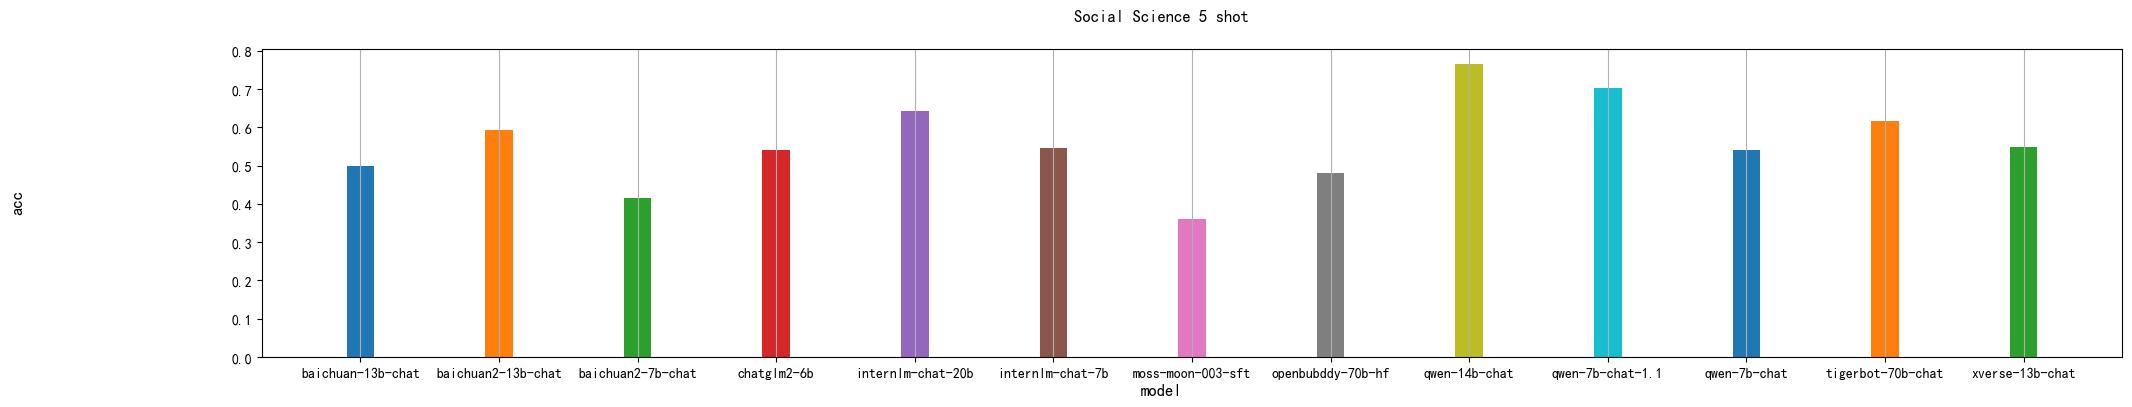 Social Science 5 shot
acc
0.8
0.7
0.6
0.5
0.4
0.3
0.2
0.1
0.0
baichuan-13b-chat baichuan2-13b-chat baichuan2-7b-chat chatglm2-6b internlm-chat-20b internlm-chat-7b moss-moon-003-sft openbubddy-70b-hf qwen-14b-chat qwen-7b-chat-1.1 qwen-7b-chat tigerbot-70b-chat xverse-13b-chat
model